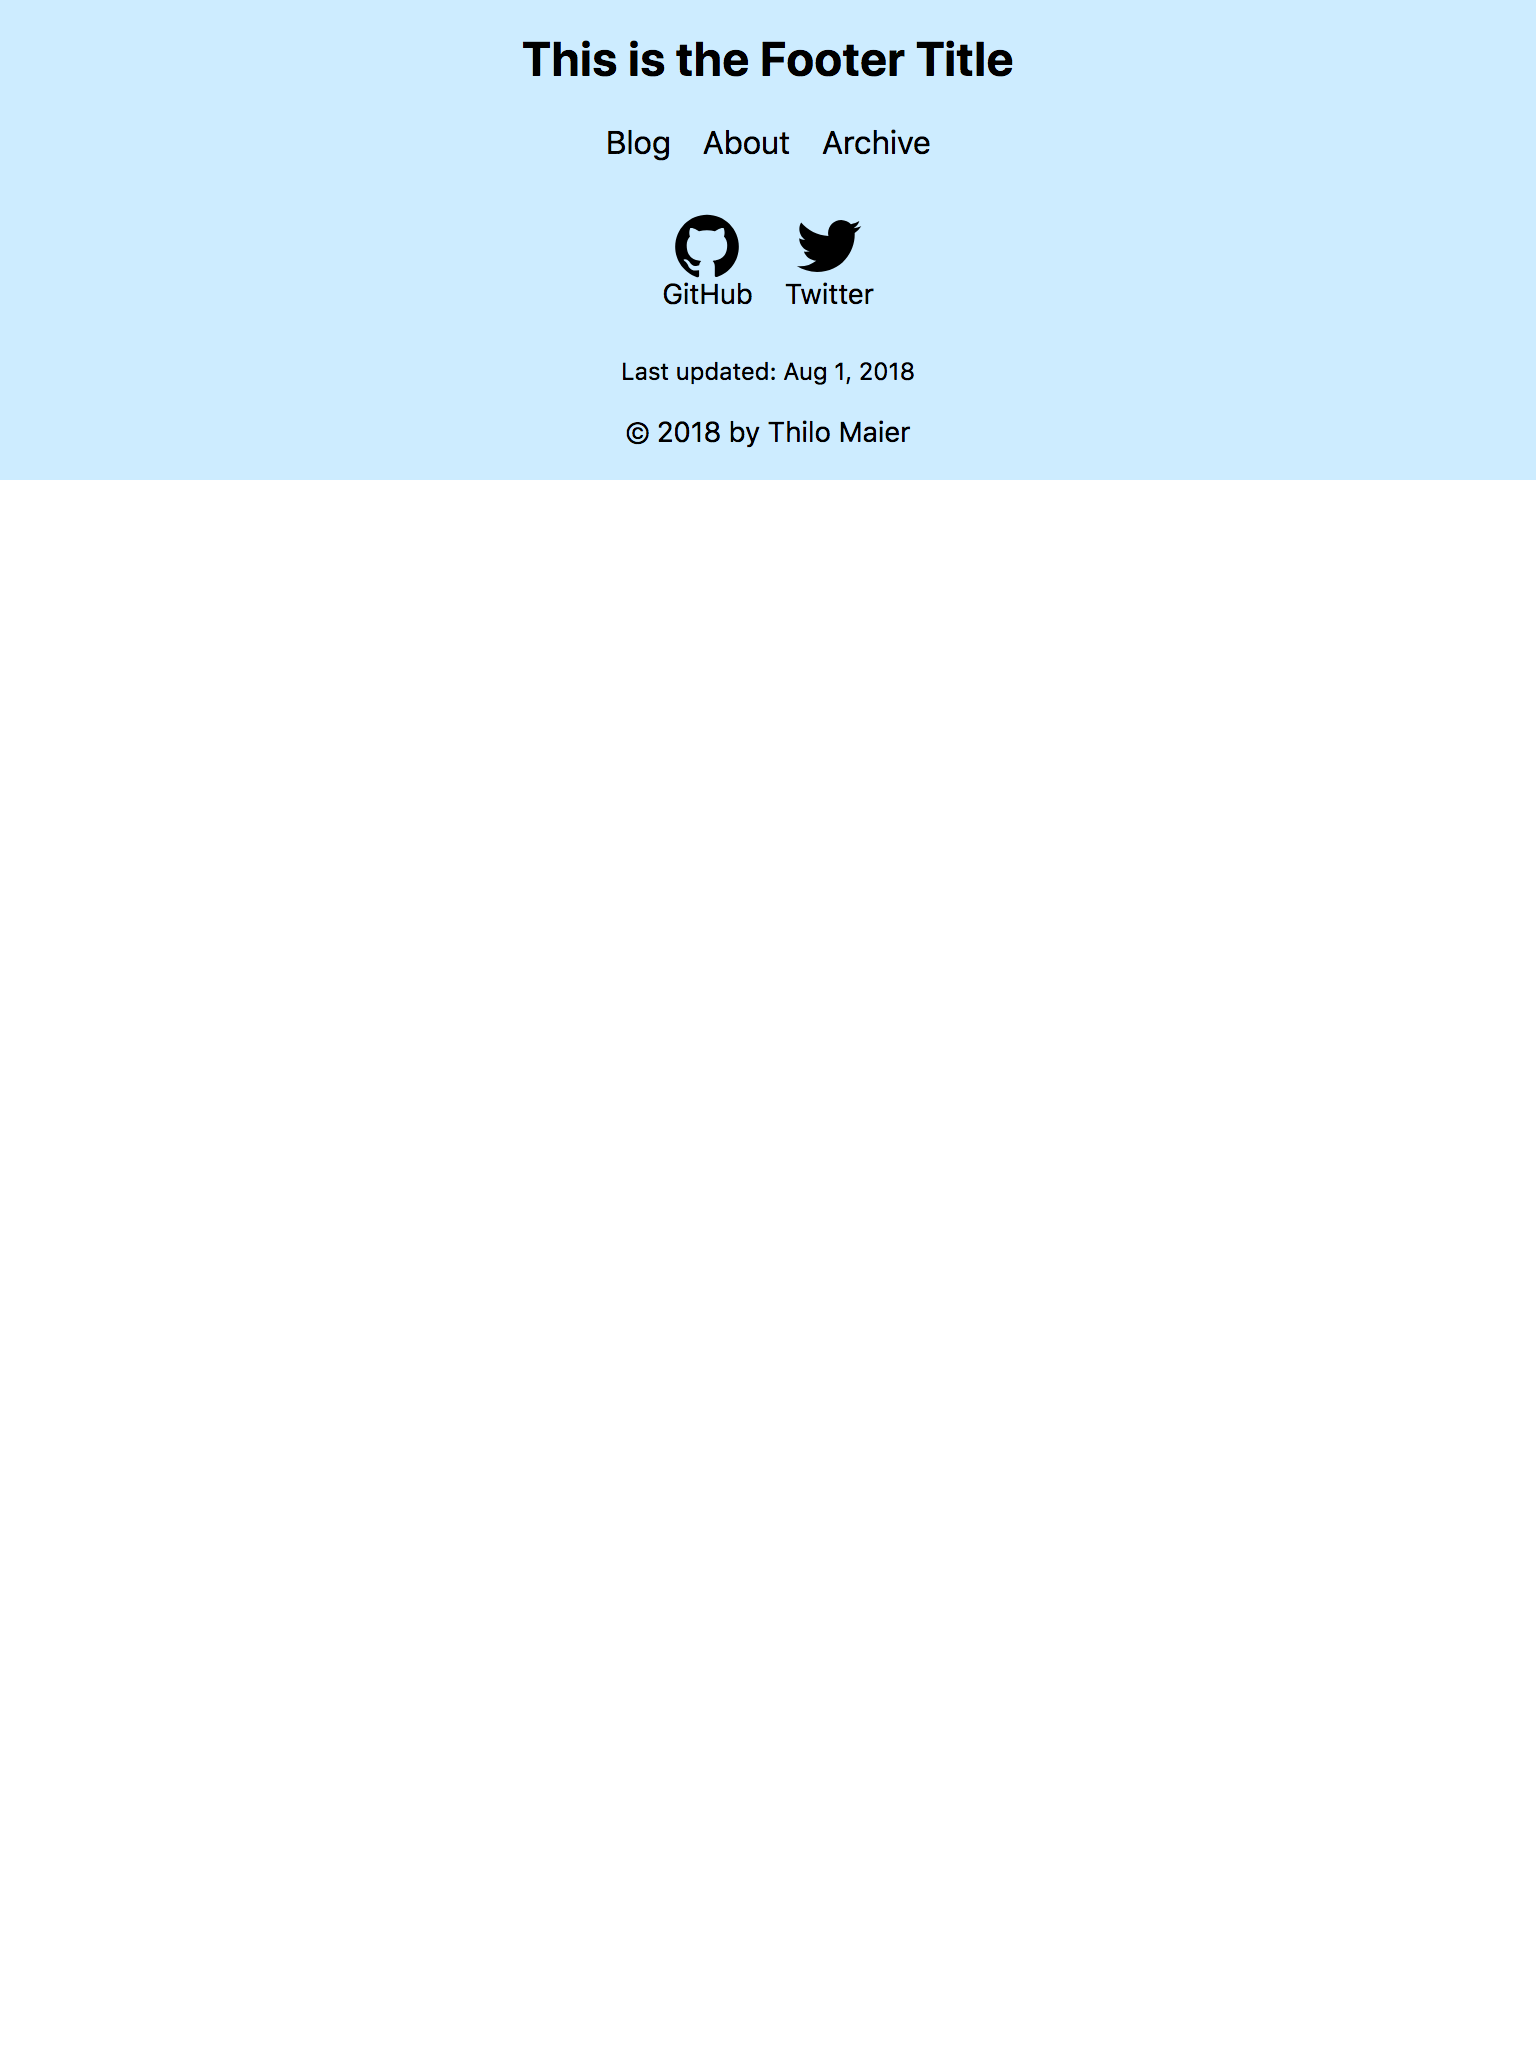 This is the Footer Title
Blog About Archive
GitHub Twitter
Last updated: Aug 1, 2018
© 2018 by Thilo Maier